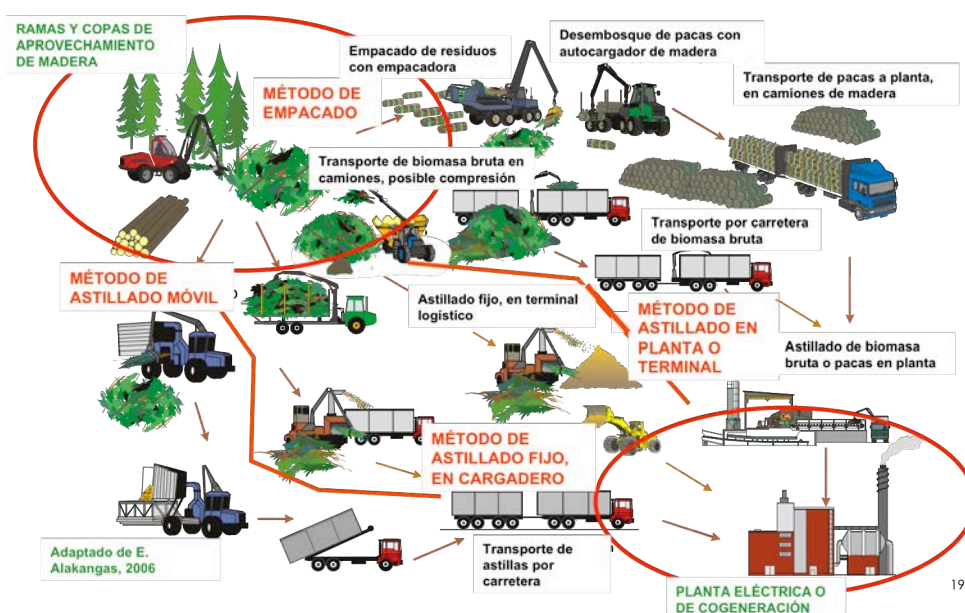 RAMAS Y COPAS DE
APROVECHAMIENTO
DE MADERA
Empacado de residuos
con empacadora
Desembosque de pacas con
autocargador de madera
Transporte de pacas a planta,
en camiones de madera
MÉTODO DE
EMPACADO
Transporte de biomasa bruta en
camiones, posible compresión
Transporte por carretera
de biomasa bruta
MÉTODO DE
ASTILLADO MÓVIL
Astillado fijo, en terminal
logístico
MÉTODO DE
ASTILLADO EN
PLANTA O
TERMINAL
Astillado de biomasa
bruta o pacas en planta
MÉTODO DE
ASTILLADO FIJO,
EN CARGADERO
Adaptado de E.
Alakangas, 2006
Transporte de
astillas por
carretera
PLANTA ELÉCTRICA O
DE COGENERACIÓN
19